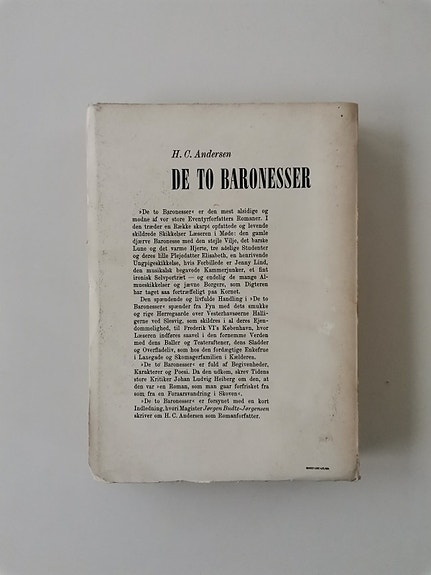 H. C. Andersen
DE TO BARONESSER
»De to Baronesser« er den mest alsidige og
modne af vor store Eventyrforfatters Romaner. I
den træder en Række skarpt opfattede og levende
skildrede Skikkelser Læseren i Møde: den gamle
djærve Baronesse med den stejle Vilje, det barske
Lune og det varme Hjerte, tre adelige Studenter
og deres lille Plejedatter Elisabeth, en henrivende
Ungpigeskikkelse, hvis Forbillede er Jenny Lind,
den musikalsk begavede Kammerjunker, et fint
ironisk Selvportræt — og endelig de mange Al-
mueskikkelser og jævne Borgere, som Digteren
har taget saa fortræffeligt paa Kornet.
Den spændende og livfulde Handling i »De to
Baronesser« spænder fra Fyn med dets smukke
og rige Herregaarde over Vesterhavsøerne Halli-
gerne ved Slesvig, som skildres i al deres Ejen-
dommelighed, til Frederik VI's København, hvor
Læseren indføres saavel i den fornemme Verden
med dens Baller og Teateraftener, dens Sladder
og Overfladeliv, som hos den fordægtige Enkefrue
i Laxegade og Skomagerfamilien i Kælderen.
»De to Baronesser« er fuld af Begivenheder,
Karakterer og Poesi. Da den udkom, skrev Tidens
store Kritiker Johan Ludvig Heiberg om den, at
den var »en Roman, som man gaar forfrisket fra
som fra en Foraarsvandring i Skoven«.
»De to Baronesser« er forsynet med en kort
Indledning, hvori Magister Jørgen Budtz-Jørgensen
skriver om H. C. Andersen som Romanforfatter.